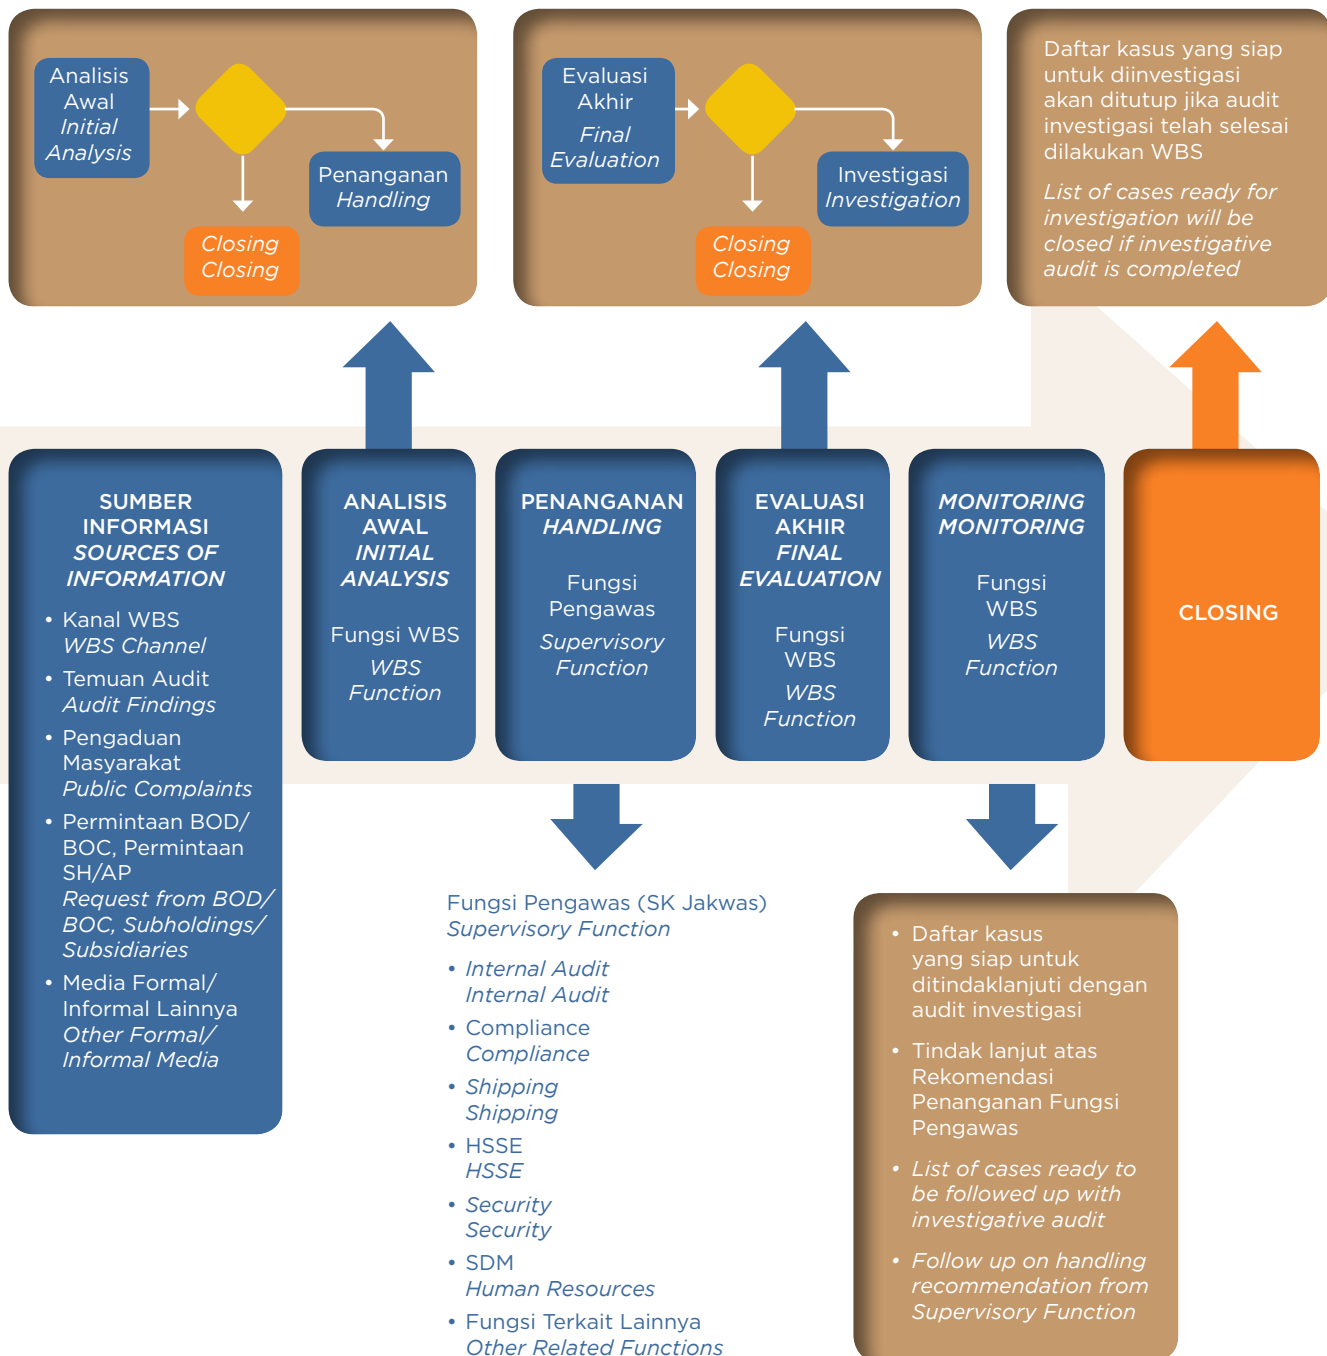 Analisis
Awal
Initial
Analysis
Penanganan
Handling
Closing
Closing
Evaluasi
Akhir
Final
Evaluation
Investigasi
Investigation
Closing
Closing
Daftar kasus yang siap
untuk diinvestigasi
akan ditutup jika audit
investigasi telah selesai
dilakukan WBS
List of cases ready for
investigation will be
closed if investigative
audit is completed
SUMBER
INFORMASI
SOURCES OF
INFORMATION
• Kanal WBS
WBS Channel
• Temuan Audit
Audit Findings
• Pengaduan
Masyarakat
Public Complaints
• Permintaan BOD/
BOC, Permintaan
SH/AP
Request from BOD/
BOC, Subholdings/
Subsidiaries
• Media Formal/
Informal Lainnya
Other Formal/
Informal Media
ANALISIS
AWAL
INITIAL
ANALYSIS
Fungsi WBS
WBS
Function
PENANGANAN
HANDLING
Fungsi
Pengawas
Supervisory
Function
EVALUASI
AKHIR
FINAL
EVALUATION
Fungsi
WBS
WBS
Function
MONITORING
MONITORING
Fungsi
WBS
WBS
Function
CLOSING
Fungsi Pengawas (SK Jakwas)
Supervisory Function
• Internal Audit
Internal Audit
• Compliance
Compliance
• Shipping
Shipping
• HSSE
HSSE
• Security
Security
• SDM
Human Resources
• Fungsi Terkait Lainnya
Other Related Functions
• Daftar kasus
yang siap untuk
ditindaklanjuti dengan
audit investigasi
• Tindak lanjut atas
Rekomendasi
Penanganan Fungsi
Pengawas
• List of cases ready to
be followed up with
investigative audit
• Follow up on handling
recommendation from
Supervisory Function